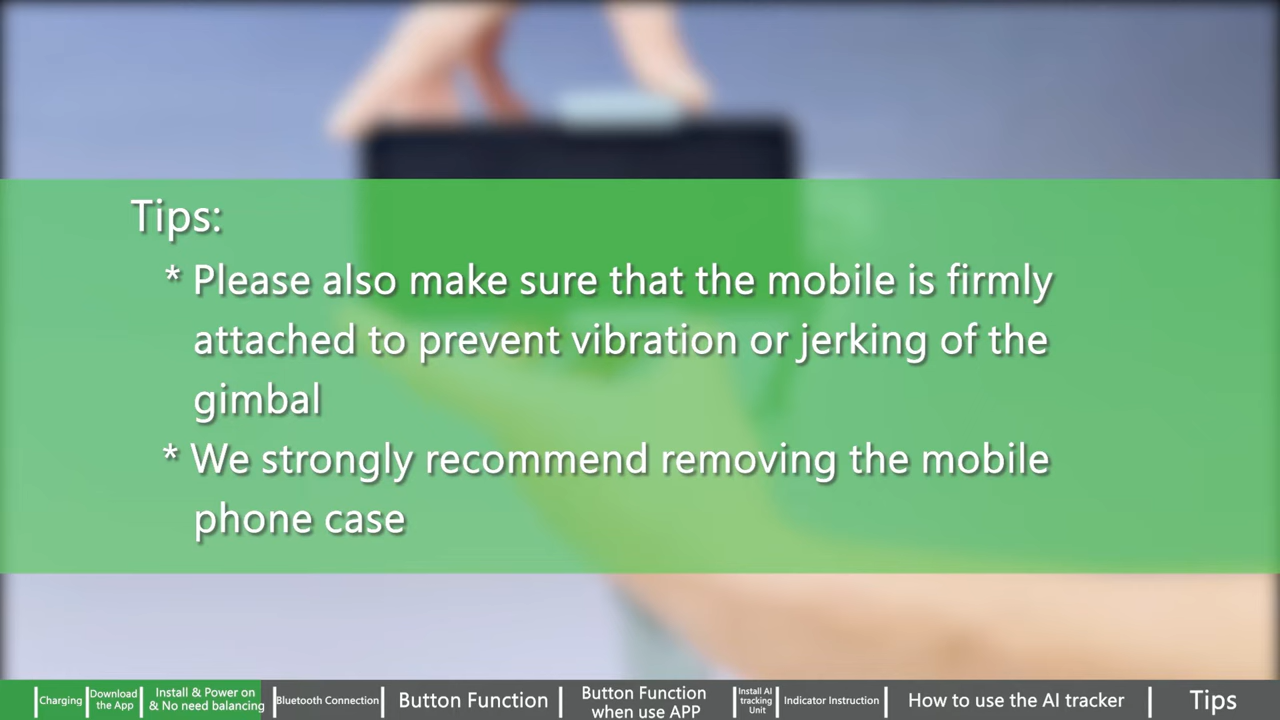 Tips:
* Please also make sure that the mobile is firmly
attached to prevent vibration or jerking of the
gimbal
* We strongly recommend removing the mobile
phone case
Charging
Download
the App
Install & Power on
& No need balancing
Bluetooth Connection
Button Function
Button Function
when use APP
Install AI
tracking
Unit
Indicator Instruction
How to use the AI tracker
Tips